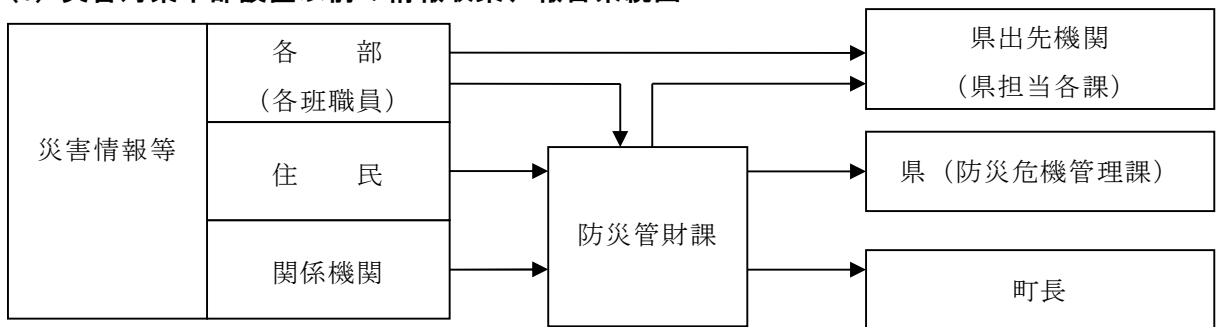 災害情報等
各　　部
（各班職員）
住　　民
関係機関
防災管財課
県出先機関
（県担当各課）
県（防災危機管理課）
町長